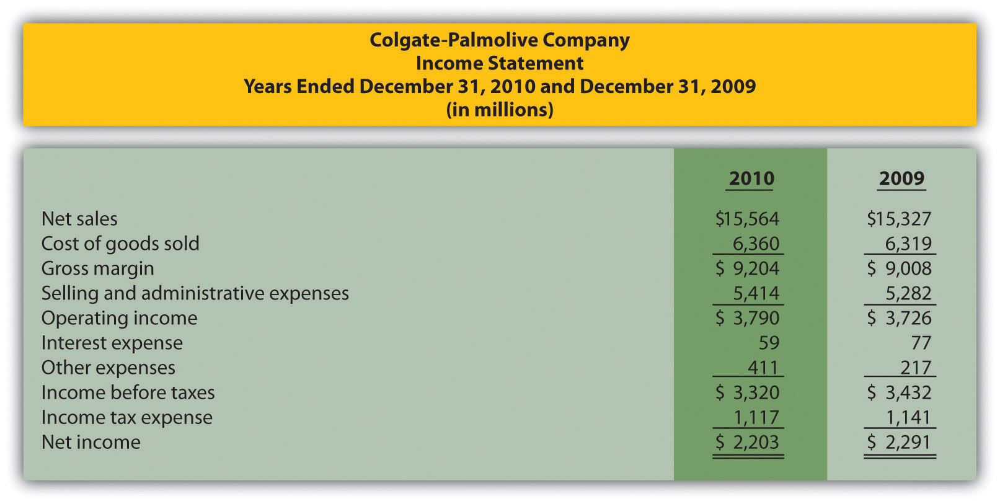 Colgate-Palmolive Company
Income Statement
Years Ended December 31, 2010 and December 31, 2009
(in millions)
2010 2009
Net sales $15,564 $15,327
Cost of goods sold 6,360 6,319
Gross margin $ 9,204 $ 9,008
Selling and administrative expenses 5,414 5,282
Operating income $ 3,790 $ 3,726
Interest expense 59 77
Other expenses 411 217
Income before taxes $ 3,320 $ 3,432
Income tax expense 1,117 1,141
Net income $ 2,203 $ 2,291